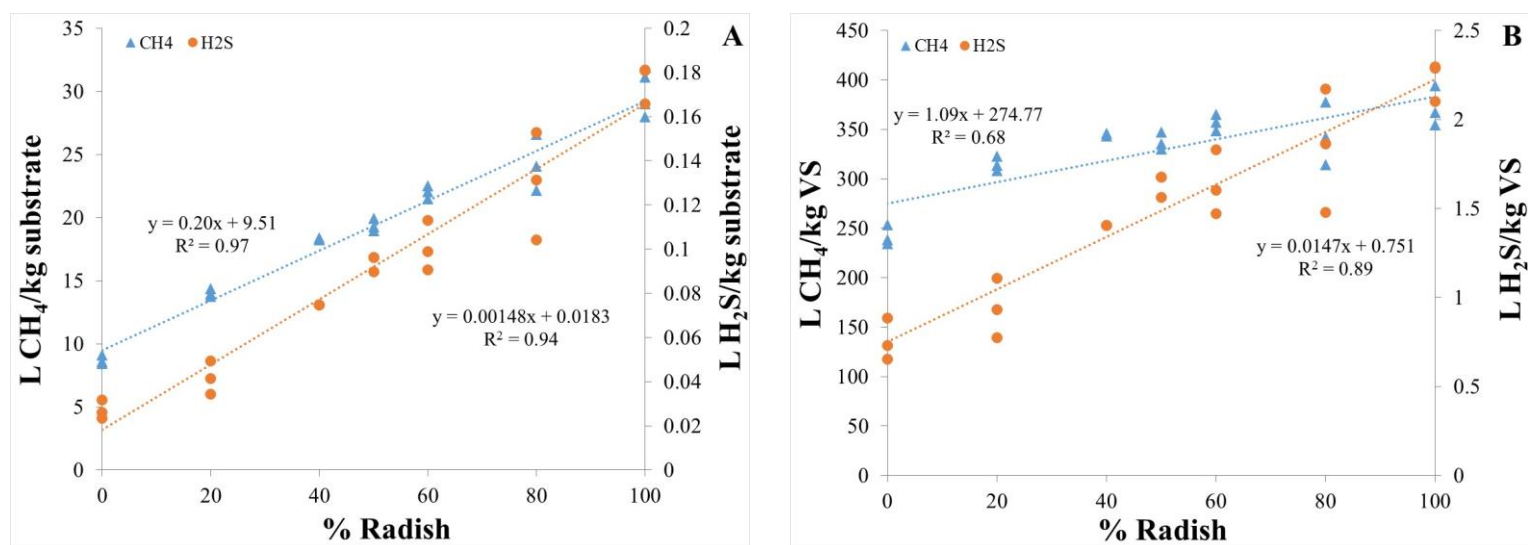 A
CH4 H2S
L CH4/kg substrate
35
30
25
20
15
10
5
0
y = 0.20x + 9.51
R² = 0.97
y = 0.00148x + 0.0183
R² = 0.94
0.2
0.18
0.16
0.14
0.12
0.1
0.08
0.06
0.04
0.02
0
L H2S/kg substrate
0 20 40 60 80 100
% Radish
B
CH4 H2S
L CH4/kg VS
450
400
350
300
250
200
150
100
50
0
y = 1.09x + 274.77
R² = 0.68
y = 0.0147x + 0.751
R² = 0.89
2.5
2
1.5
1
0.5
0
L H2S/kg VS
0 20 40 60 80 100
% Radish